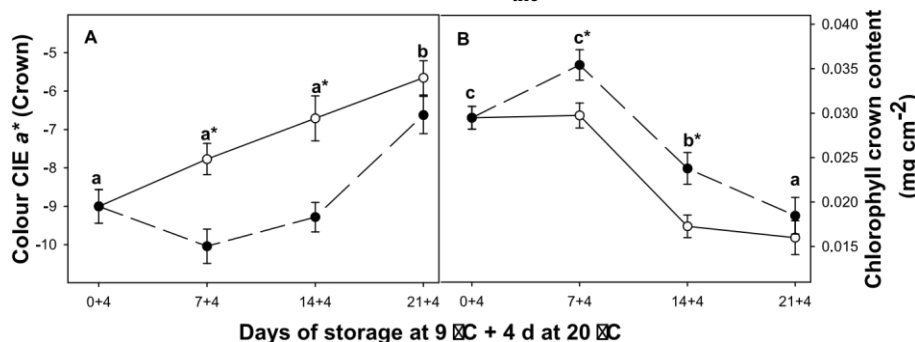 me
A
B
Colour CIE a* (Crown)
-5
-6
-7
-8
-9
-10
a
a*
a*
b
c
c*
b*
a
0.040
0.035
0.030
0.025
0.020
0.015
Chlorophyll crown content
(mg cm-2)
0+4
7+4
14+4
21+4
0+4
7+4
14+4
21+4
Days of storage at 9 C + 4 d at 20 C